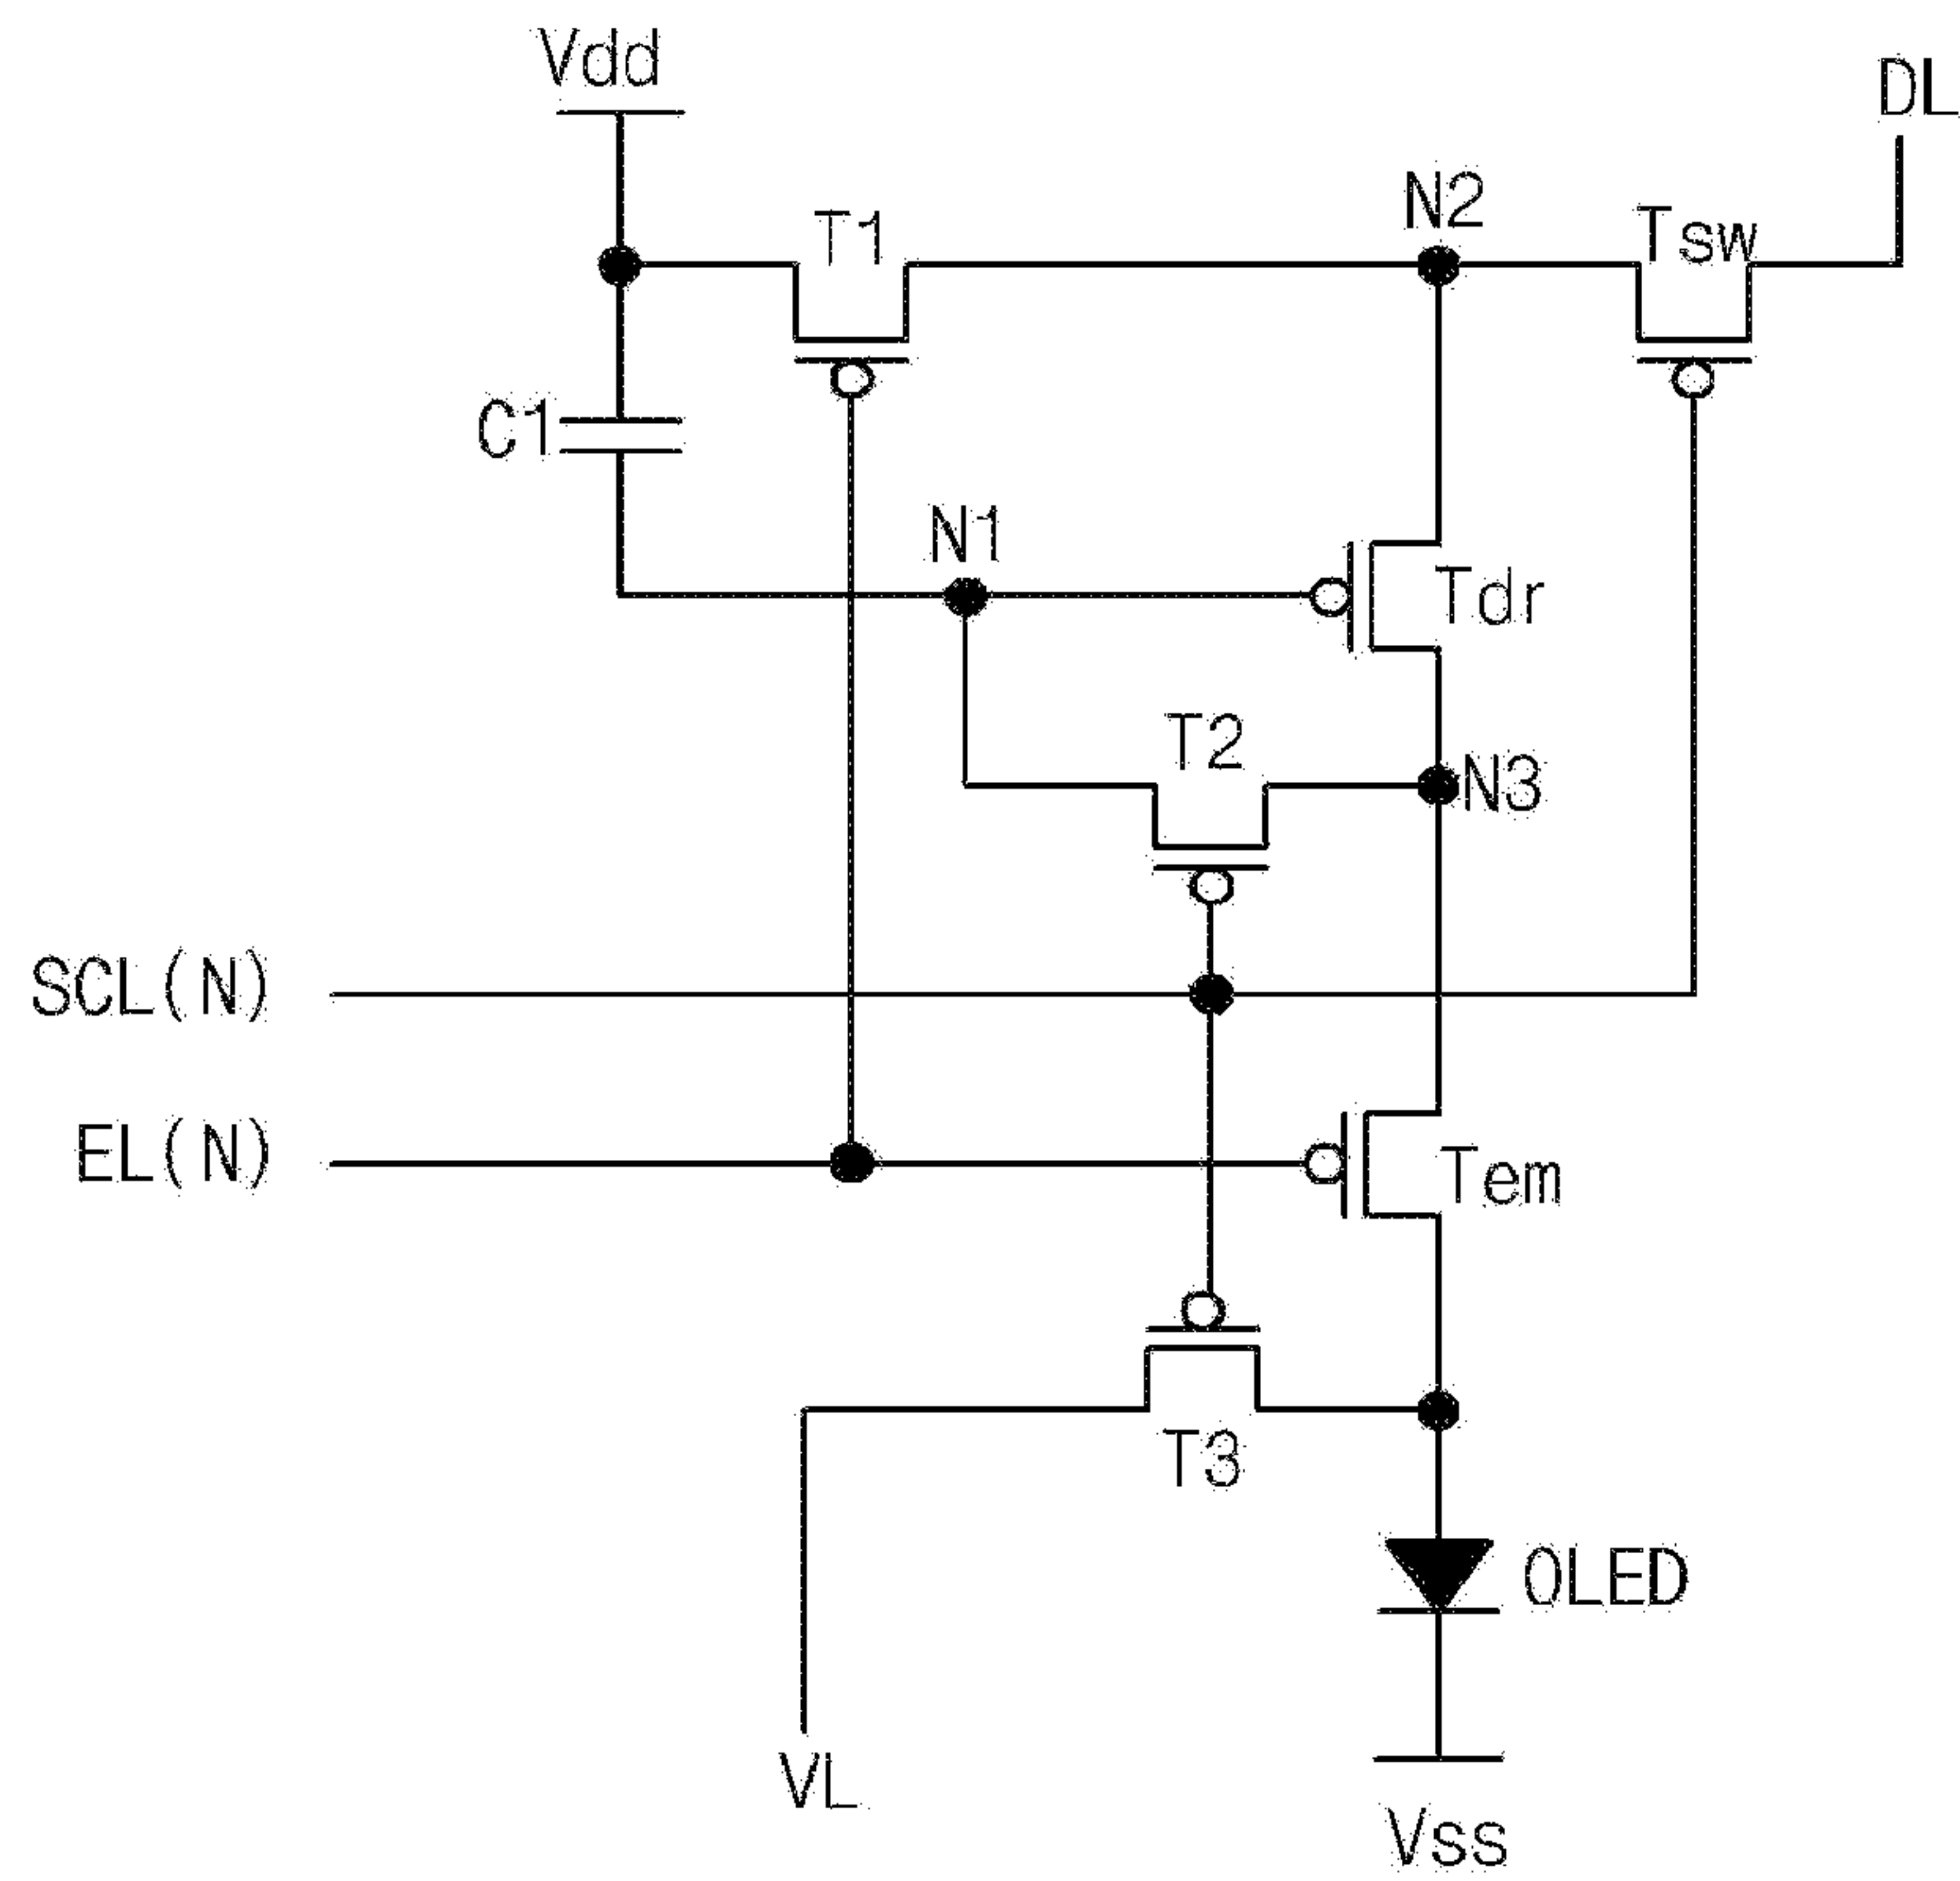 Vdd
DL
N2
T1
Tsw
C1
N1
Tdr
T2
N3
SCL(N)
EL(N)
Tem
T3
OLED
VL
Vss